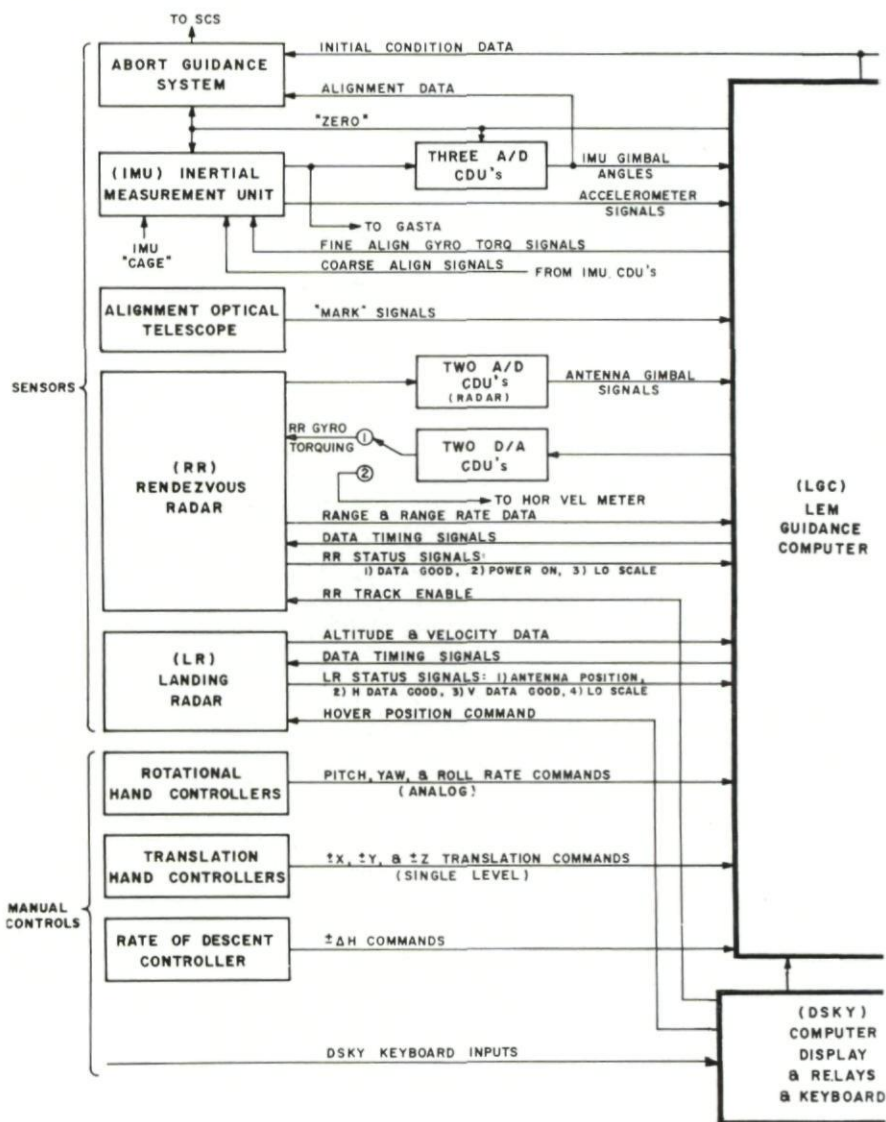 TO SCS
ABORT GUIDANCE
SYSTEM
INITIAL CONDITION DATA
ALIGNMENT DATA
"ZERO"
(IMU) INERTIAL
MEASUREMENT UNIT
THREE A/D
CDU's
IMU GIMBAL
ANGLES
ACCELEROMETER
SIGNALS
TO GASTA
IMU
"CAGE"
FINE ALIGN GYRO TORQ SIGNALS
COARSE ALIGN SIGNALS
FROM IMU CDU's
ALIGNMENT OPTICAL
TELESCOPE
"MARK" SIGNALS
SENSORS
TWO A/D
CDU's
(RADAR)
ANTENNA GIMBAL
SIGNALS
RR GYRO
TORQUING
1
TWO D/A
CDU's
2
TO HOR VEL METER
(RR)
RENDEZVOUS
RADAR
RANGE & RANGE RATE DATA
DATA TIMING SIGNALS
RR STATUS SIGNALS:
1) DATA GOOD, 2) POWER ON, 3) LO SCALE
RR TRACK ENABLE
(LGC)
LEM
GUIDANCE
COMPUTER
(LR)
LANDING
RADAR
ALTITUDE & VELOCITY DATA
DATA TIMING SIGNALS
LR STATUS SIGNALS: 1) ANTENNA POSITION,
2) H DATA GOOD, 3) V DATA GOOD, 4) LO SCALE
HOVER POSITION COMMAND
ROTATIONAL
HAND CONTROLLERS
PITCH, YAW, & ROLL RATE COMMANDS
(ANALOG)
TRANSLATION
HAND CONTROLLERS
±X, ±Y, & ±Z TRANSLATION COMMANDS
(SINGLE LEVEL)
MANUAL
CONTROLS
RATE OF DESCENT
CONTROLLER
±ΔH COMMANDS
DSKY KEYBOARD INPUTS
(DSKY)
COMPUTER
DISPLAY
& RELAYS
& KEYBOARD